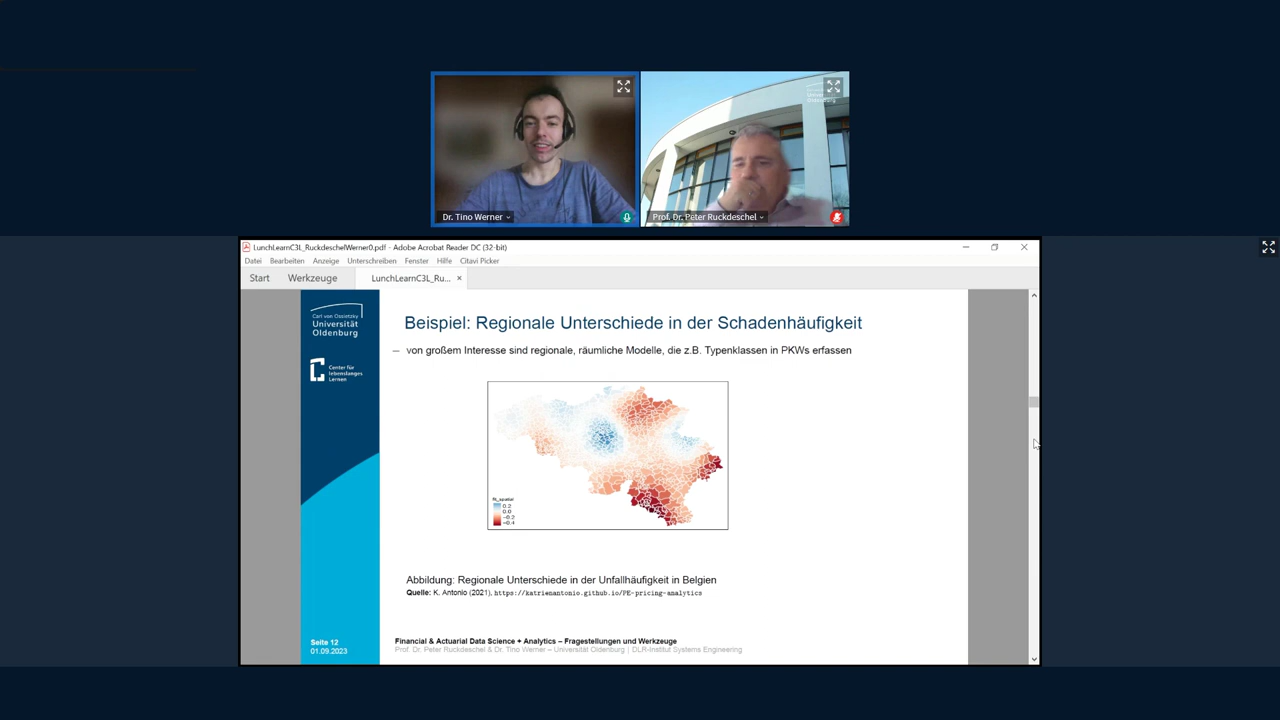 Universität
Oldenburg
Dr. Tino Werner
Prof. Dr. Peter Ruckdeschel
LunchLearnC3L_RuckdeschelWerner0.pdf - Adobe Acrobat Reader DC (32-bit)
Datei Bearbeiten Anzeige Unterschreiben Fenster Hilfe Citavi Picker
Start Werkzeuge LunchLearnC3L_Ru... ×
Carl von Ossietzky
Universität
Oldenburg
Center für
lebenslanges
Lernen
Beispiel: Regionale Unterschiede in der Schadenhäufigkeit
– von großem Interesse sind regionale, räumliche Modelle, die z.B. Typenklassen in PKWs erfassen
fit_spatial
0.2
0.0
−0.2
−0.4
Abbildung: Regionale Unterschiede in der Unfallhäufigkeit in Belgien
Quelle: K. Antonio (2021), https://katrienantonio.github.io/PE-pricing-analytics
Seite 12
01.09.2023
Financial & Actuarial Data Science + Analytics – Fragestellungen und Werkzeuge
Prof. Dr. Peter Ruckdeschel & Dr. Tino Werner – Universität Oldenburg | DLR-Institut Systems Engineering